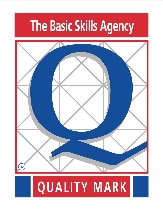 The Basic Skills Agency
Q
QUALITY MARK